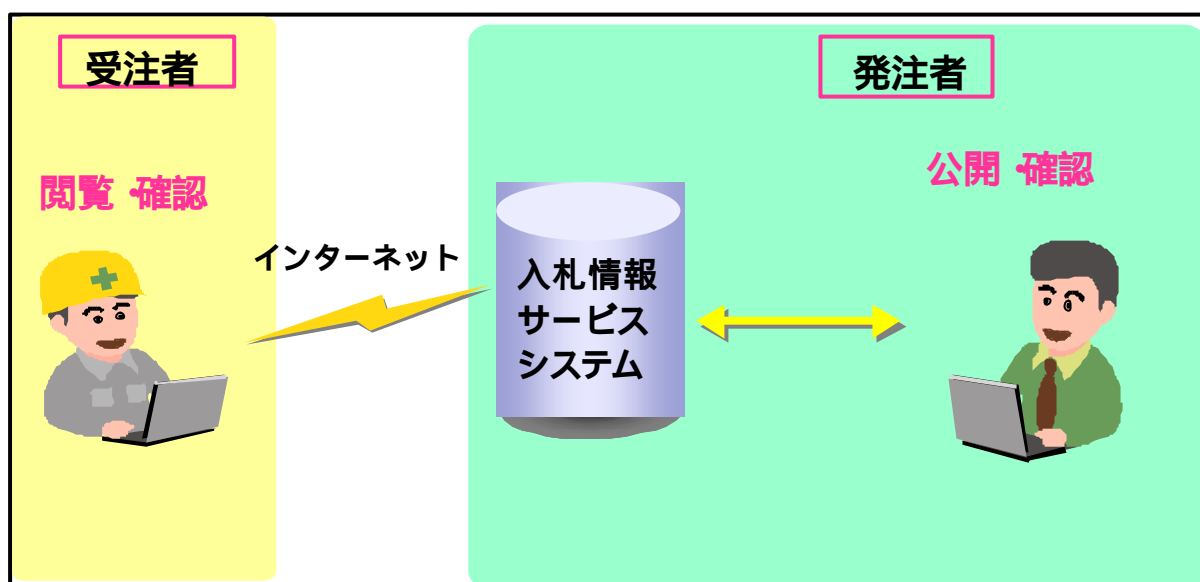 受注者
発注者
閲覧・確認
公開・確認
インターネット
入札情報
サービス
システム